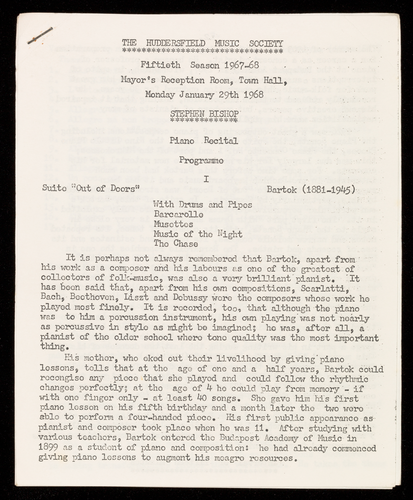 THE HUDDERSFIELD MUSIC SOCIETY
******************************
Fiftieth Season 1967-68
Mayor's Reception Room, Town Hall,
Monday January 29th 1968
STEPHEN BISHOP
**************
Piano Recital
Programme
I
Suite "Out of Doors" Bartok (1881-1945)
With Drums and Pipes
Barcarolle
Musettes
Music of the Night
The Chase
It is perhaps not always remembered that Bartok, apart from
his work as a composer and his labours as one of the greatest of
collectors of folk-music, was also a very brilliant pianist. It
has been said that, apart from his own compositions, Scarlatti,
Bach, Beethoven, Liszt and Debussy were the composers whose work he
played most finely. It is recorded, too, that although the piano
was to him a percussion instrument, his own playing was not nearly
as percussive in style as might be imagined; he was, after all, a
pianist of the older school where tone quality was the most important
thing.
His mother, who eked out their livelihood by giving piano
lessons, tells that at the age of one and a half years, Bartok could
recongise any piece that she played and could follow the rhythmic
changes perfectly; at the age of 4 he could play from memory - if
with one finger only - at least 40 songs. She gave him his first
piano lesson on his fifth birthday and a month later the two were
able to perform a four-handed piece. His first public appearance as
pianist and composer took place when he was 11. After studying with
various teachers, Bartok entered the Budapest Academy of Music in
1899 as a student of piano and composition: he had already commenced
giving piano lessons to augment his meagre resources.